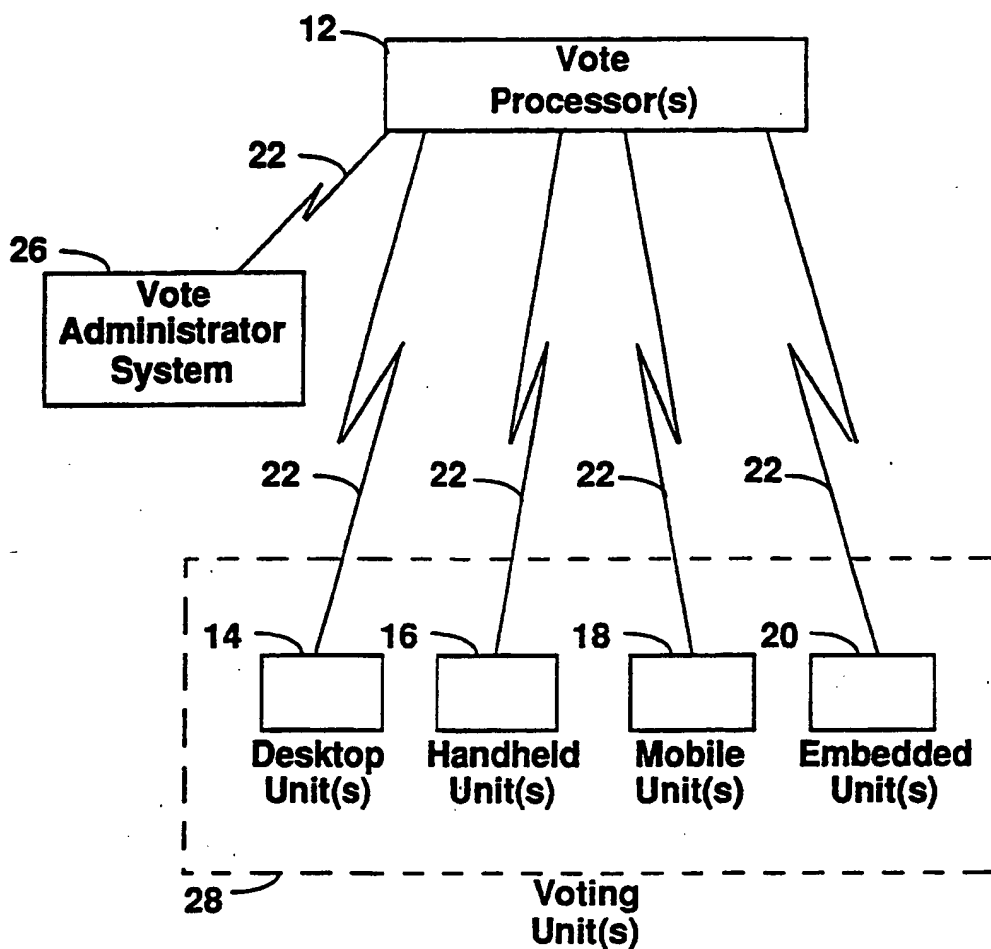 12
Vote
Processor(s)
22
26
Vote
Administrator
System
22
22
22
22
14
16
18
20
Desktop
Unit(s)
Handheld
Unit(s)
Mobile
Unit(s)
Embedded
Unit(s)
28
Voting
Unit(s)